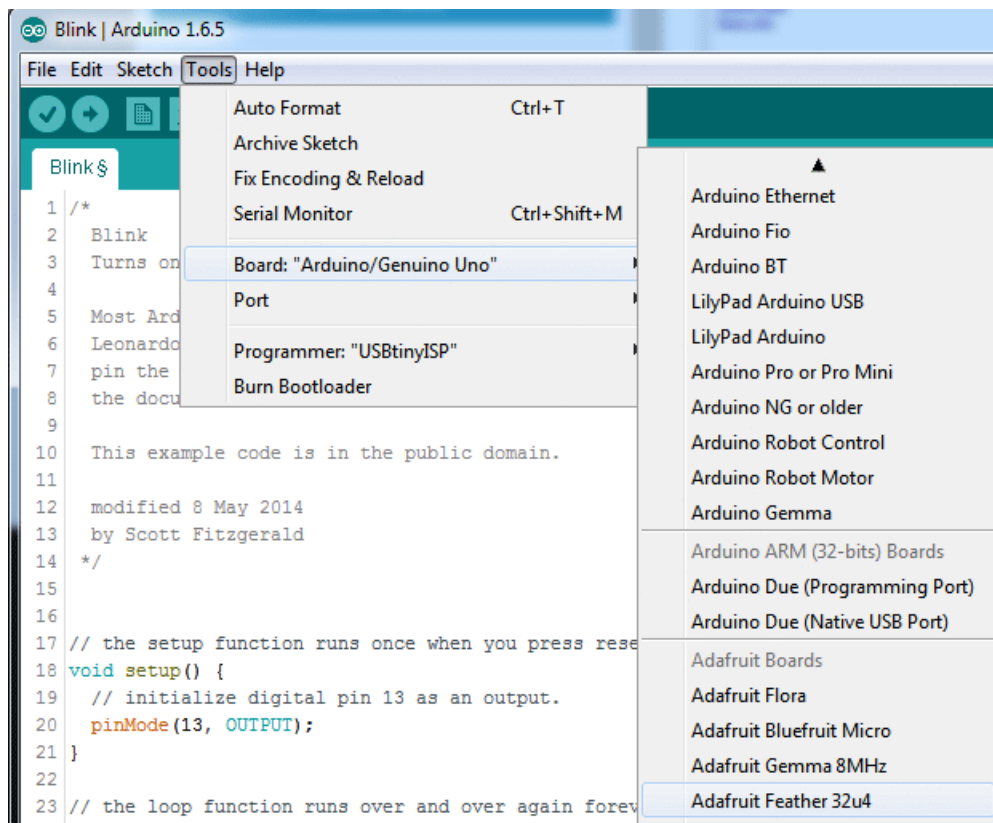 Blink | Arduino 1.6.5
File Edit Sketch Tools Help
Auto Format Ctrl+T
Archive Sketch
Fix Encoding & Reload
Serial Monitor Ctrl+Shift+M
Board: "Arduino/Genuino Uno"
Port
Programmer: "USBtinyISP"
Burn Bootloader
Arduino Ethernet
Arduino Fio
Arduino BT
LilyPad Arduino USB
LilyPad Arduino
Arduino Pro or Pro Mini
Arduino NG or older
Arduino Robot Control
Arduino Robot Motor
Arduino Gemma
Arduino ARM (32-bits) Boards
Arduino Due (Programming Port)
Arduino Due (Native USB Port)
Adafruit Boards
Adafruit Flora
Adafruit Bluefruit Micro
Adafruit Gemma 8MHz
Adafruit Feather 32u4
Blink §
1 /*
2 Blink
3 Turns on
4
5 Most Ard
6 Leonardo
7 pin the
8 the docu
9
10 This example code is in the public domain.
11
12 modified 8 May 2014
13 by Scott Fitzgerald
14 */
15
16
17 // the setup function runs once when you press rese
18 void setup() {
19 // initialize digital pin 13 as an output.
20 pinMode(13, OUTPUT);
21 }
22
23 // the loop function runs over and over again forev